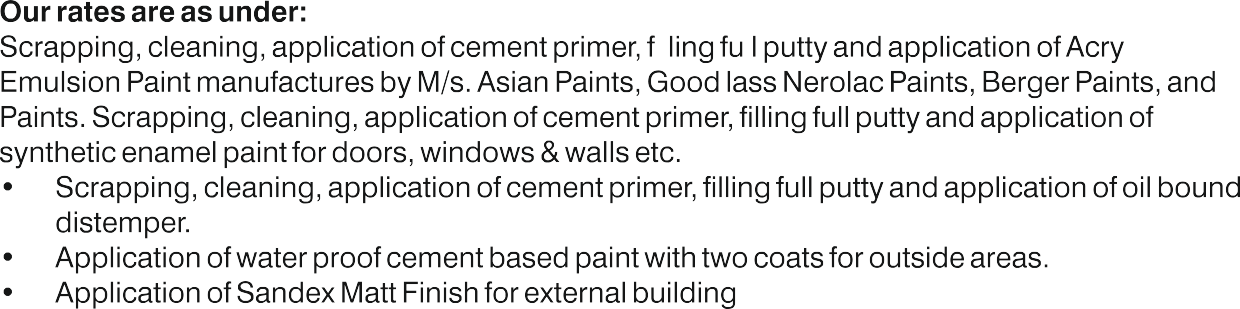 Our rates are as under:
Scrapping, cleaning, application of cement primer, f ling fu l putty and application of Acry
Emulsion Paint manufactures by M/s. Asian Paints, Good lass Nerolac Paints, Berger Paints, and
Paints. Scrapping, cleaning, application of cement primer, filling full putty and application of
synthetic enamel paint for doors, windows & walls etc.
• Scrapping, cleaning, application of cement primer, filling full putty and application of oil bound
distemper.
• Application of water proof cement based paint with two coats for outside areas.
• Application of Sandex Matt Finish for external building